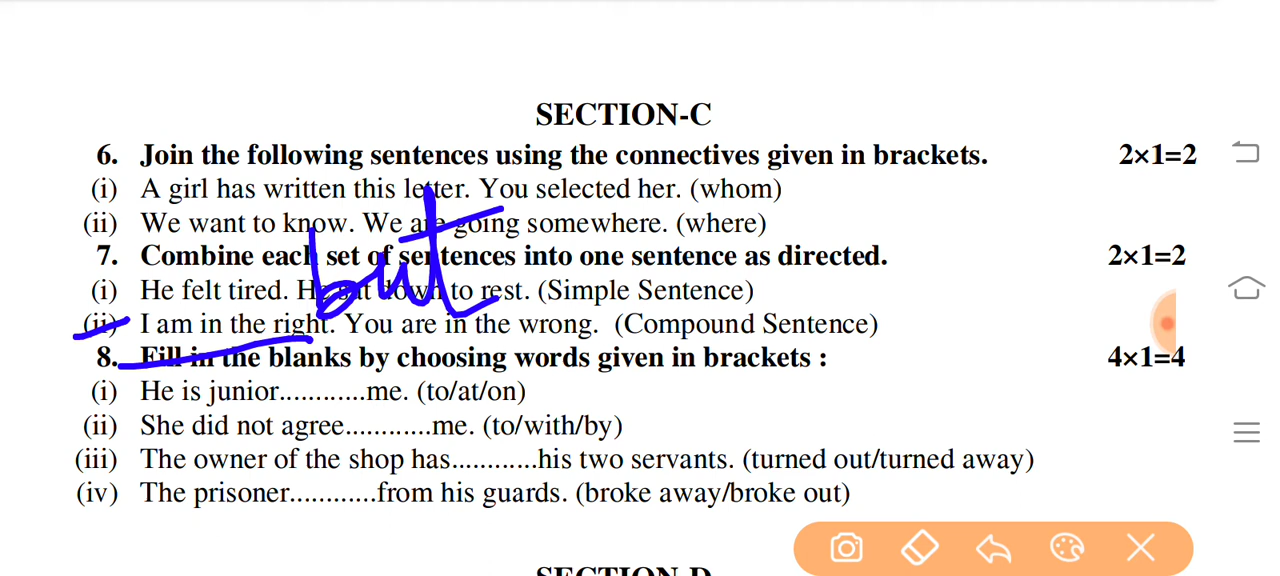 SECTION-C
6. Join the following sentences using the connectives given in brackets. 2×1=2
(i) A girl has written this letter. You selected her. (whom)
(ii) We want to know. We are going somewhere. (where)
7. Combine each set of sentences into one sentence as directed. 2×1=2
but
(i) He felt tired. He sat down to rest. (Simple Sentence)
(ii) I am in the right. You are in the wrong. (Compound Sentence)
8. Fill in the blanks by choosing words given in brackets : 4×1=4
(i) He is junior............me. (to/at/on)
(ii) She did not agree............me. (to/with/by)
(iii) The owner of the shop has............his two servants. (turned out/turned away)
(iv) The prisoner............from his guards. (broke away/broke out)
SECTION-D